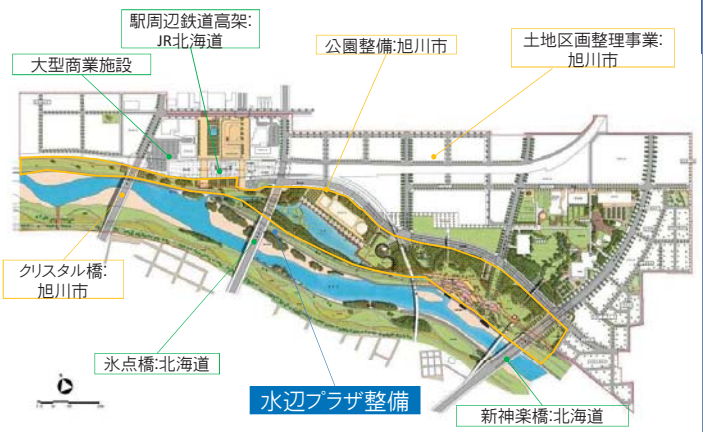 駅周辺鉄道高架:
JR北海道
公園整備:旭川市
土地区画整理事業:
旭川市
大型商業施設
クリスタル橋:
旭川市
氷点橋:北海道
水辺プラザ整備
新神楽橋:北海道